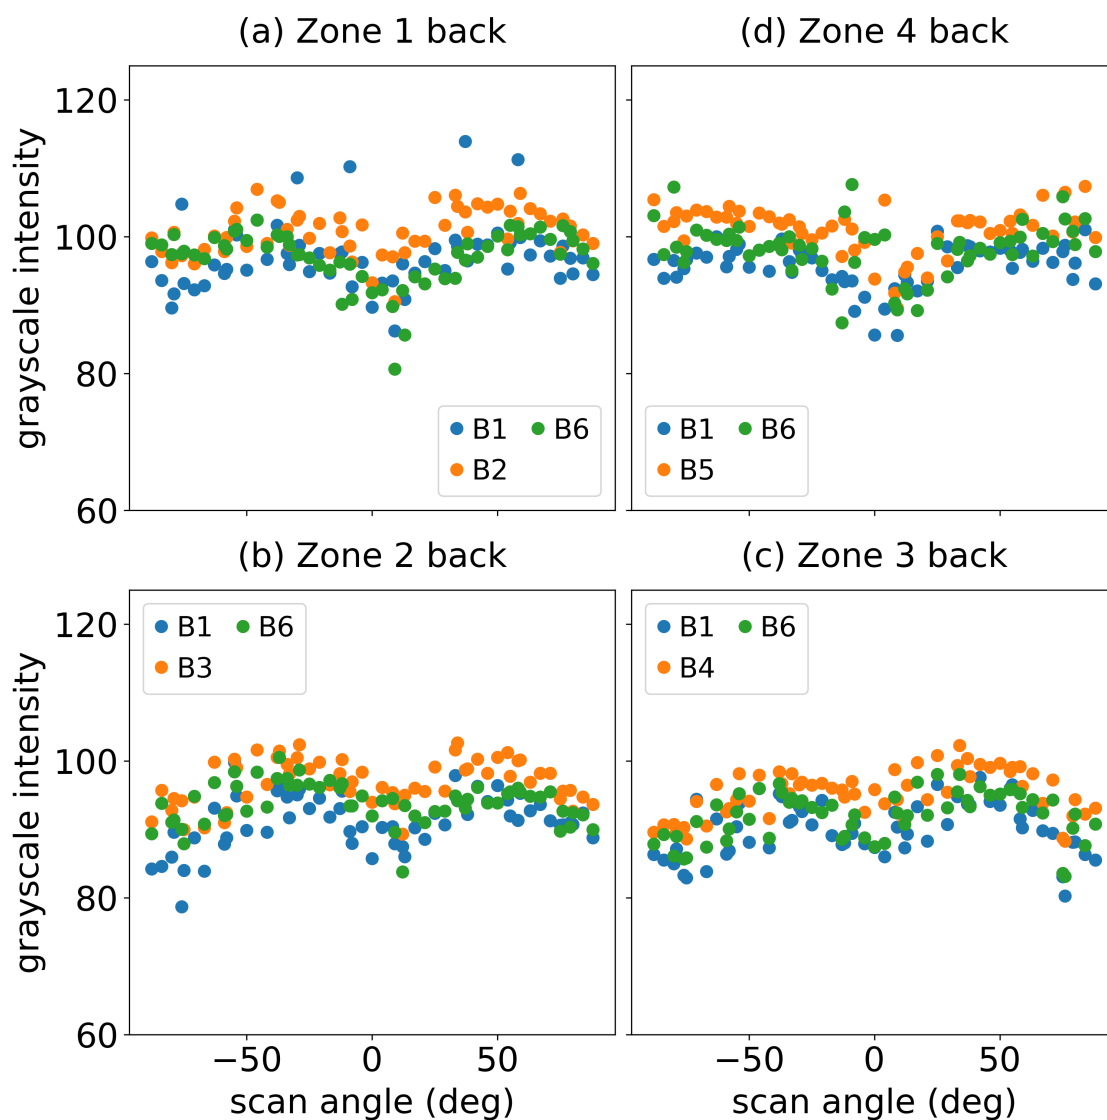 (a) Zone 1 back
(d) Zone 4 back
grayscale intensity
120
100
80
60
B1
B6
B2
B1
B6
B5
(b) Zone 2 back
(c) Zone 3 back
grayscale intensity
120
100
80
60
B1
B6
B3
B1
B6
B4
−50
0
50
−50
0
50
scan angle (deg)
scan angle (deg)